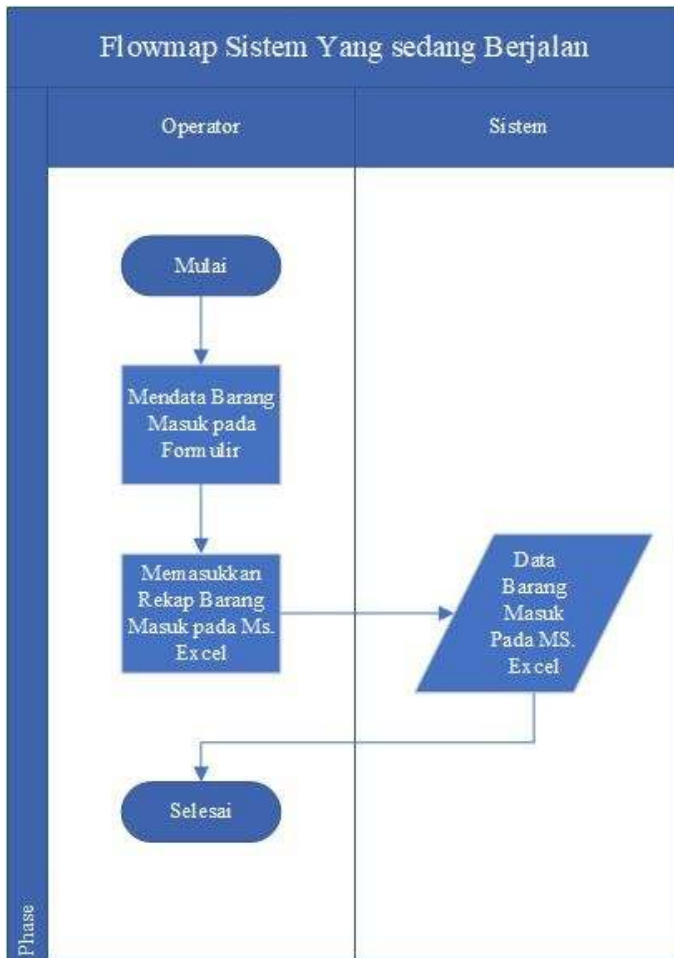 Flowmap Sistem Yang sedang Berjalan
Operator
Sistem
Mulai
Mendata Barang
Masuk pada
Formulir
Memasukkan
Rekap Barang
Masuk pada Ms.
Excel
Data
Barang
Masuk
Pada MS.
Excel
Selesai
Phase